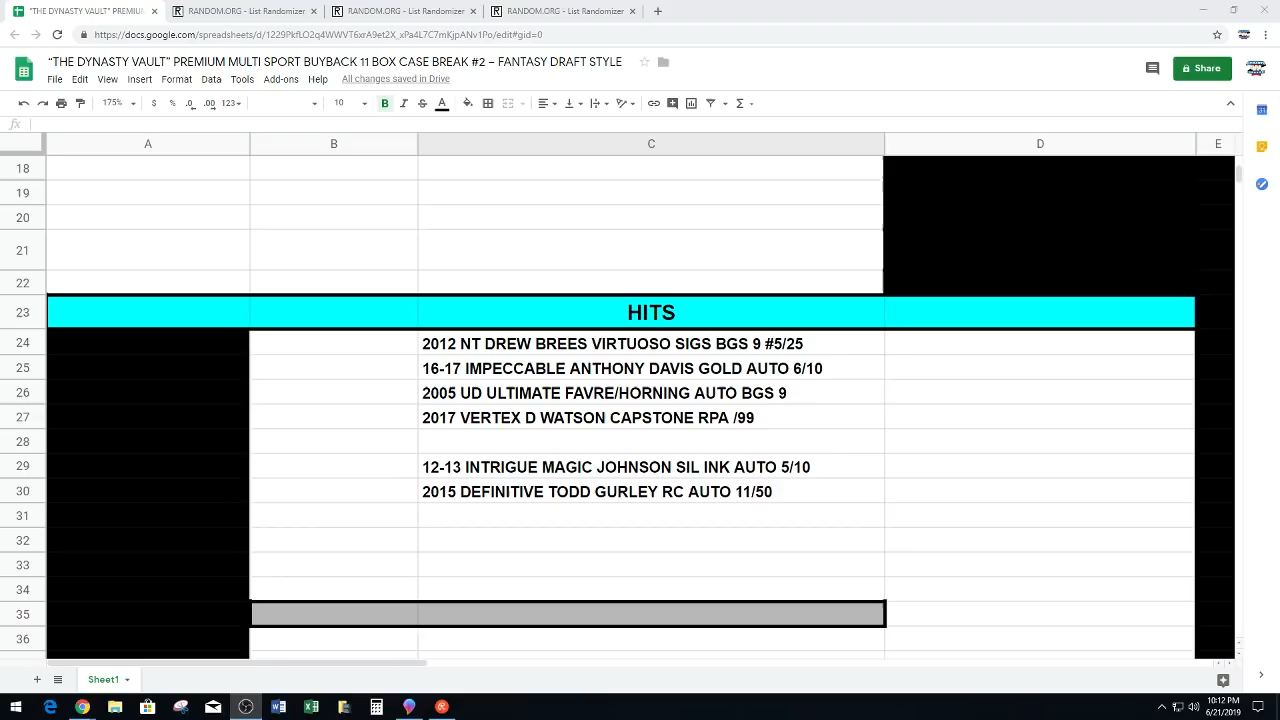 "THE DYNASTY VAULT" PREMIU
RANDOM.ORG - List Randomizer
RANDOM.ORG - List Randomizer
RANDOM.ORG - List Randomizer
https://docs.google.com/spreadsheets/d/1229PkfLO2q4WWVT6xrA9et2X_xPa4L7C7mKjpANv1Po/edit#gid=0
“THE DYNASTY VAULT” PREMIUM MULTI SPORT BUYBACK 11 BOX CASE BREAK #2 – FANTASY DRAFT STYLE
Share
File Edit View Insert Format Data Tools Add-ons Help All changes saved in Drive
175% $ % .0 .00 123 10 B I S A Σ
fx
A B C D E
18
19
20
21
22
23 HITS
24 2012 NT DREW BREES VIRTUOSO SIGS BGS 9 #5/25
25 16-17 IMPECCABLE ANTHONY DAVIS GOLD AUTO 6/10
26 2005 UD ULTIMATE FAVRE/HORNING AUTO BGS 9
27 2017 VERTEX D WATSON CAPSTONE RPA /99
28
29 12-13 INTRIGUE MAGIC JOHNSON SIL INK AUTO 5/10
30 2015 DEFINITIVE TODD GURLEY RC AUTO 11/50
31
32
33
34
35
36
Sheet1
10:12 PM
6/21/2019